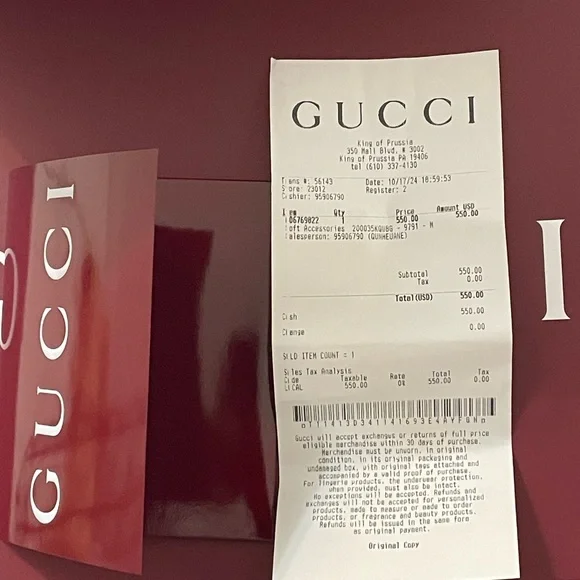 GUCCI
GUCCI
King of Prussia
350 Mall Blvd. # 3002
King of Prussia PA 19406
tel (610) 337-4130
Trans #: 56143 Date: 10/17/24 18:59:53
Store: 23012 Register: 2
Cashier: 95906790
Item Qty Price Amount USD
06769822 1 550.00 550.00
oft Accessories 200035KQUBG - 9791 - M
alesperson: 95906790
Subtotal 550.00
Tax 0.00
Total(USD) 550.00
Cash 550.00
Change 0.00
SOLD ITEM COUNT = 1
Sales Tax Analysis
Code Taxable Rate Total Tax
LOCAL 550.00 0% 550.00 0.00
Gucci will accept exchanges or returns of full price
eligible merchandise within 30 days of purchase.
Merchandise must be unworn, in original
condition, in its original packaging and
undamaged box, with original tags attached and
accompanied by a valid proof of purchase.
For lingerie products, the underwear protection,
when provided, must also be intact.
No exceptions will be accepted. Refunds and
exchanges will not be accepted for personalized
products, made to measure or made to order
products, or fragrance and beauty products.
Refunds will be issued in the same form
as original payment.
Original Copy
I